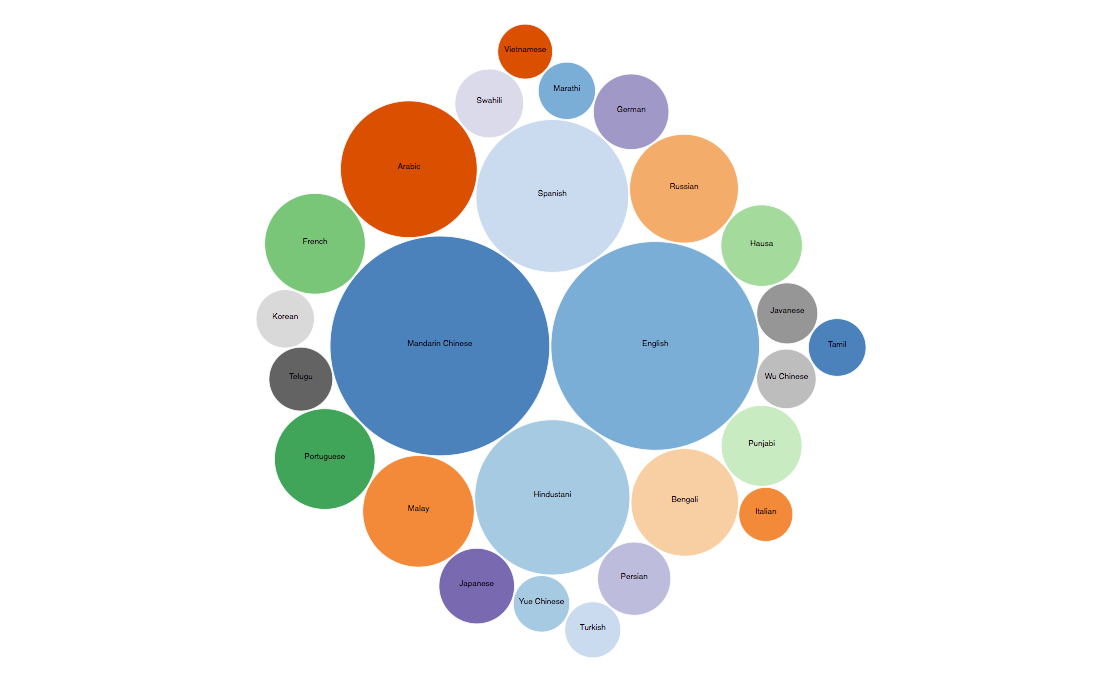 Vietnamese
Marathi
Swahili
German
Arabic
Spanish
Russian
French
Hausa
Korean
Javanese
Mandarin Chinese
English
Tamil
Telugu
Wu Chinese
Portuguese
Punjabi
Malay
Hindustani
Bengali
Italian
Japanese
Persian
Yue Chinese
Turkish